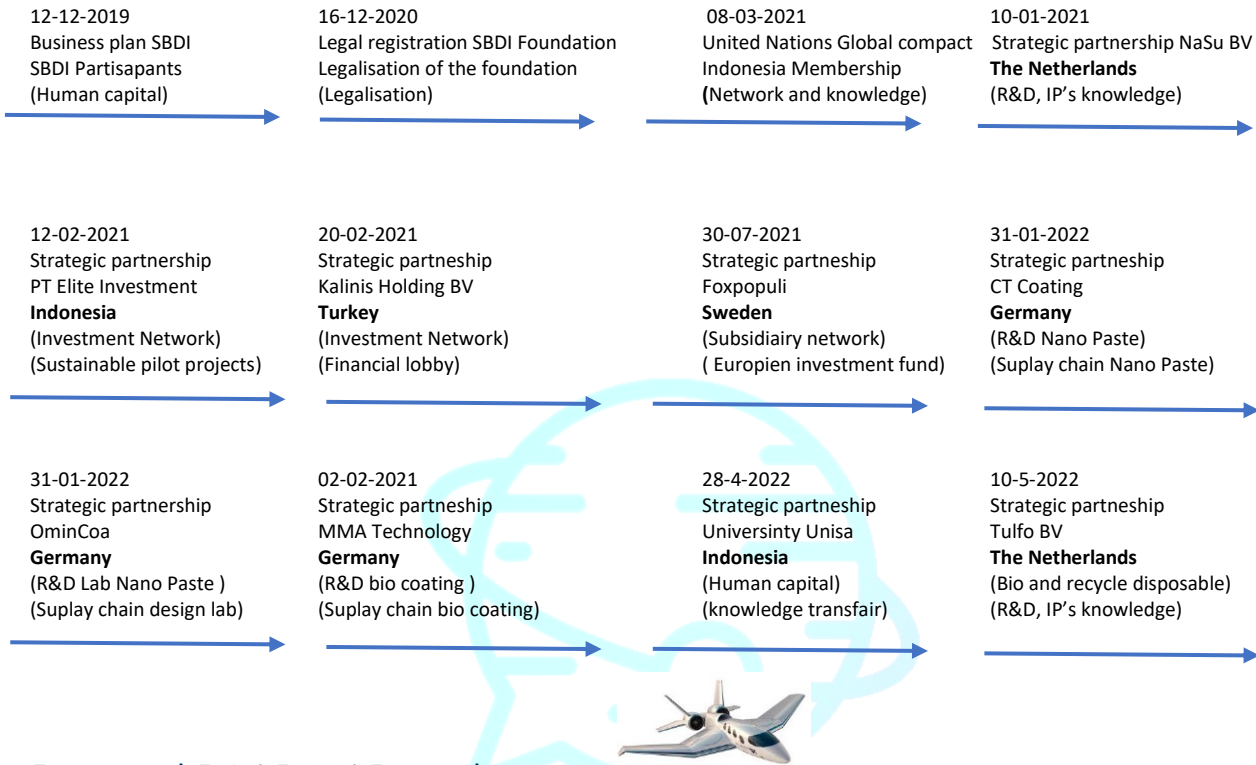 12-12-2019
Business plan SBDI
SBDI Partisapants
(Human capital)
16-12-2020
Legal registration SBDI Foundation
Legalisation of the foundation
(Legalisation)
08-03-2021
United Nations Global compact
Indonesia Membership
(Network and knowledge)
10-01-2021
Strategic partnership NaSu BV
The Netherlands
(R&D, IP's knowledge)
12-02-2021
Strategic partnership
PT Elite Investment
Indonesia
(Investment Network)
(Sustainable pilot projects)
20-02-2021
Strategic partneship
Kalinis Holding BV
Turkey
(Investment Network)
(Financial lobby)
30-07-2021
Strategic partneship
Foxpopuli
Sweden
(Subsidiairy network)
( Europien investment fund)
31-01-2022
Strategic partneship
CT Coating
Germany
(R&D Nano Paste)
(Suplay chain Nano Paste)
31-01-2022
Strategic partnership
OminCoa
Germany
(R&D Lab Nano Paste )
(Suplay chain design lab)
02-02-2021
Strategic partneship
MMA Technology
Germany
(R&D bio coating )
(Suplay chain bio coating)
28-4-2022
Strategic partneship
Universinty Unisa
Indonesia
(Human capital)
(knowledge transfair)
10-5-2022
Strategic partneship
Tulfo BV
The Netherlands
(Bio and recycle disposable)
(R&D, IP's knowledge)